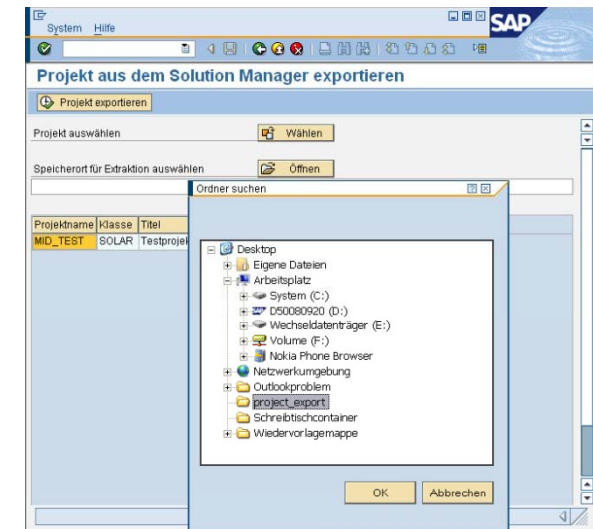 System Hilfe
SAP
Projekt aus dem Solution Manager exportieren
Projekt exportieren
Projekt auswählen Wählen
Speicherort für Extraktion auswählen Öffnen
Ordner suchen
Projektname Klasse Titel
MID_TEST SOLAR Testprojek
Desktop
Eigene Dateien
Arbeitsplatz
System (C:)
D50080920 (D:)
Wechseldatenträger (E:)
Volume (F:)
Nokia Phone Browser
Netzwerkumgebung
Outlookproblem
project_export
Schreibtischcontainer
Wiedervorlagemappe
OK Abbrechen